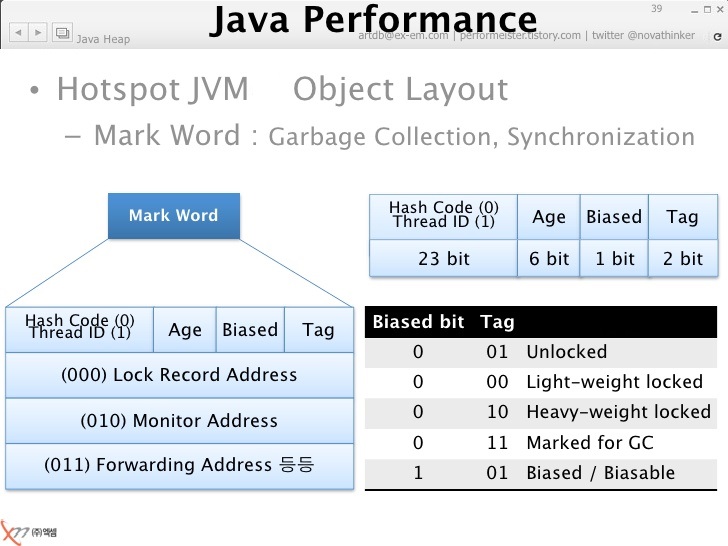 Java Performance
39
Java Heap
artdb@ex-em.com | performeister.tistory.com | twitter @novathinker
• Hotspot JVM Object Layout
– Mark Word : Garbage Collection, Synchronization
Mark Word
Hash Code (0)
Thread ID (1)
Age Biased Tag
23 bit 6 bit 1 bit 2 bit
Hash Code (0)
Thread ID (1)
Age Biased Tag
(000) Lock Record Address
(010) Monitor Address
(011) Forwarding Address 등등
Biased bit Tag
0 01 Unlocked
0 00 Light-weight locked
0 10 Heavy-weight locked
0 11 Marked for GC
1 01 Biased / Biasable
㈜엑셈